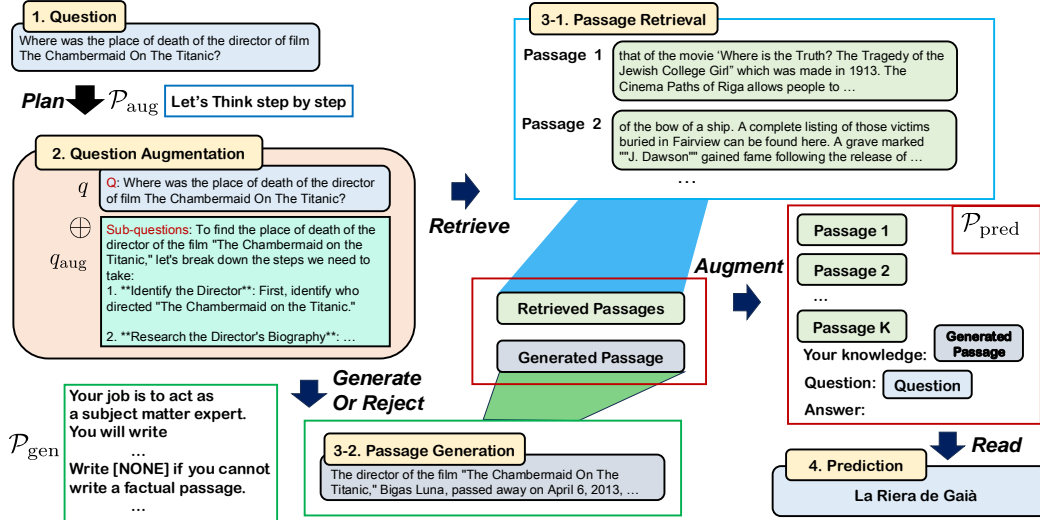 1. Question
Where was the place of death of the director of film
The Chambermaid On The Titanic?
Plan
𝒫aug
Let's Think step by step
2. Question Augmentation
q
Q: Where was the place of death of the director
of film The Chambermaid On The Titanic?
⊕
qaug
Sub-questions: To find the place of death of the
director of the film "The Chambermaid on the
Titanic," let's break down the steps we need to
take:
1. **Identify the Director**: First, identify who
directed "The Chambermaid on the Titanic."
2. **Research the Director's Biography**: …
Retrieve
3-1. Passage Retrieval
Passage 1
that of the movie 'Where is the Truth? The Tragedy of the
Jewish College Girl" which was made in 1913. The
Cinema Paths of Riga allows people to …
Passage 2
of the bow of a ship. A complete listing of those victims
buried in Fairview can be found here. A grave marked
""J. Dawson"" gained fame following the release of …
…
Retrieved Passages
Generated Passage
Generate
Or Reject
𝒫gen
Your job is to act as
a subject matter expert.
You will write
…
Write [NONE] if you cannot
write a factual passage.
…
3-2. Passage Generation
The director of the film "The Chambermaid On The
Titanic," Bigas Luna, passed away on April 6, 2013, …
Augment
𝒫pred
Passage 1
Passage 2
…
Passage K
Your knowledge: Generated
Passage
Question: Question
Answer:
Read
4. Prediction
La Riera de Gaià